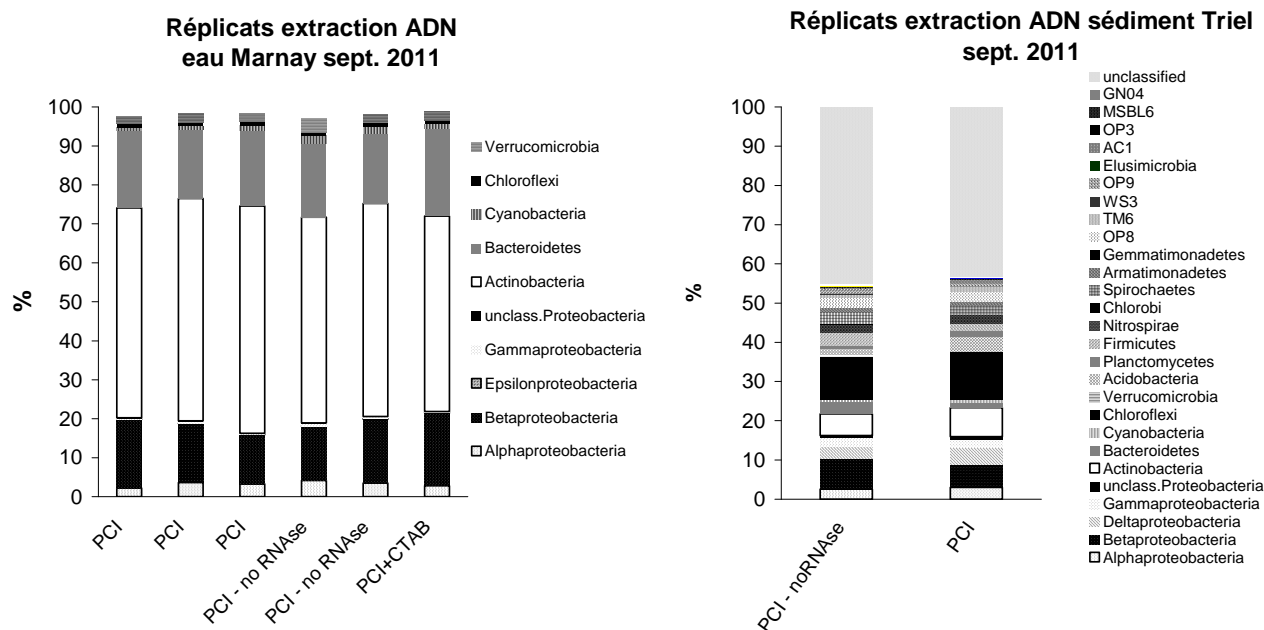 Réplicats extraction ADN
eau Marnay sept. 2011
100
90
80
70
60
50
40
30
20
10
0
%
PCI
PCI
PCI
PCI - no RNAse
PCI - no RNAse
PCI+CTAB
Verrucomicrobia
Chloroflexi
Cyanobacteria
Bacteroidetes
Actinobacteria
unclass.Proteobacteria
Gammaproteobacteria
Epsilonproteobacteria
Betaproteobacteria
Alphaproteobacteria
Réplicats extraction ADN sédiment Triel
sept. 2011
100
90
80
70
60
50
40
30
20
10
0
%
PCI - noRNAse
PCI
unclassified
GN04
MSBL6
OP3
AC1
Elusimicrobia
OP9
WS3
TM6
OP8
Gemmatimonadetes
Armatimonadetes
Spirochaetes
Chlorobi
Nitrospirae
Firmicutes
Planctomycetes
Acidobacteria
Verrucomicrobia
Chloroflexi
Cyanobacteria
Bacteroidetes
Actinobacteria
unclass.Proteobacteria
Gammaproteobacteria
Deltaproteobacteria
Betaproteobacteria
Alphaproteobacteria